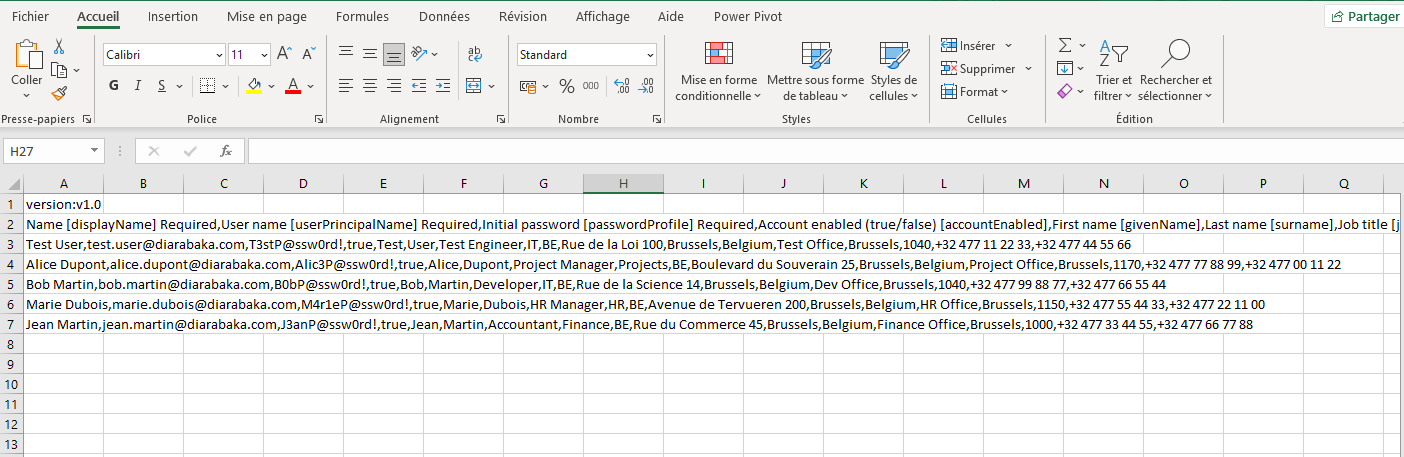 Fichier Accueil Insertion Mise en page Formules Données Révision Affichage Aide Power Pivot Partager
Coller
Presse-papiers
Calibri 11
G I S
Police
ab
Alignement
Standard
% 000
Nombre
Mise en forme conditionnelle
Mettre sous forme de tableau
Styles de cellules
Styles
Insérer
Supprimer
Format
Cellules
Trier et filtrer
Rechercher et sélectionner
Édition
H27 fx
A B C D E F G H I J K L M N O P Q
1 version:v1.0
2 Name [displayName] Required,User name [userPrincipalName] Required,Initial password [passwordProfile] Required,Account enabled (true/false) [accountEnabled],First name [givenName],Last name [surname],Job title [j
3 Test User,test.user@diarabaka.com,T3stP@ssw0rd!,true,Test,User,Test Engineer,IT,BE,Rue de la Loi 100,Brussels,Belgium,Test Office,Brussels,1040,+32 477 11 22 33,+32 477 44 55 66
4 Alice Dupont,alice.dupont@diarabaka.com,Alic3P@ssw0rd!,true,Alice,Dupont,Project Manager,Projects,BE,Boulevard du Souverain 25,Brussels,Belgium,Project Office,Brussels,1170,+32 477 77 88 99,+32 477 00 11 22
5 Bob Martin,bob.martin@diarabaka.com,B0bP@ssw0rd!,true,Bob,Martin,Developer,IT,BE,Rue de la Science 14,Brussels,Belgium,Dev Office,Brussels,1040,+32 477 99 88 77,+32 477 66 55 44
6 Marie Dubois,marie.dubois@diarabaka.com,M4r1eP@ssw0rd!,true,Marie,Dubois,HR Manager,HR,BE,Avenue de Tervueren 200,Brussels,Belgium,HR Office,Brussels,1150,+32 477 55 44 33,+32 477 22 11 00
7 Jean Martin,jean.martin@diarabaka.com,J3anP@ssw0rd!,true,Jean,Martin,Accountant,Finance,BE,Rue du Commerce 45,Brussels,Belgium,Finance Office,Brussels,1000,+32 477 33 44 55,+32 477 66 77 88
8
9
10
11
12
13